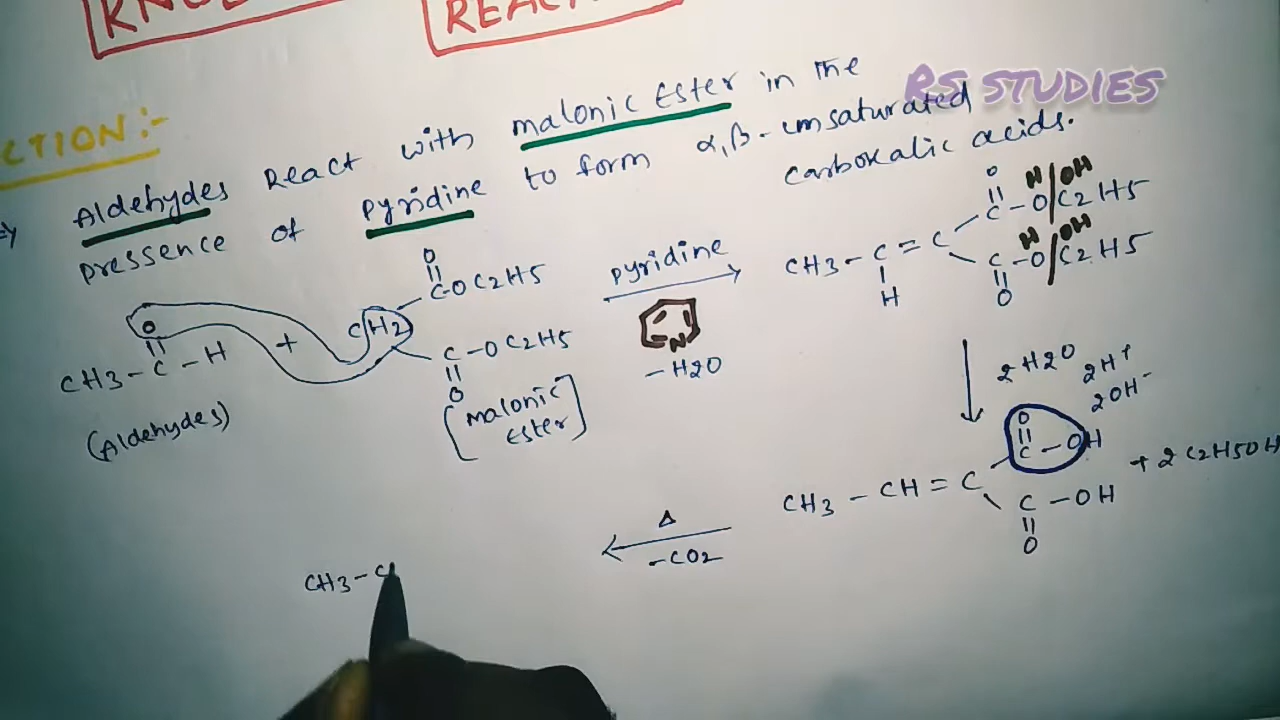 RS STUDIES
CTION:-
Aldehydes React with malonic Ester in the
pressence of pyridine to form α,β-unsaturated
carboxalic acids.
O
CH3-C-H
(Aldehydes)
+
CH2
O
C-OC2H5
C-OC2H5
O
[malonic
Ester]
pyridine
N
-H2O
O H OH
C-O C2H5
CH3-C=C
H
H OH
C-O C2H5
O
2H2O 2H+
2OH-
O
C-OH
CH3-CH=C
C-OH
O
+2C2H5OH
Δ
-CO2
CH3-C